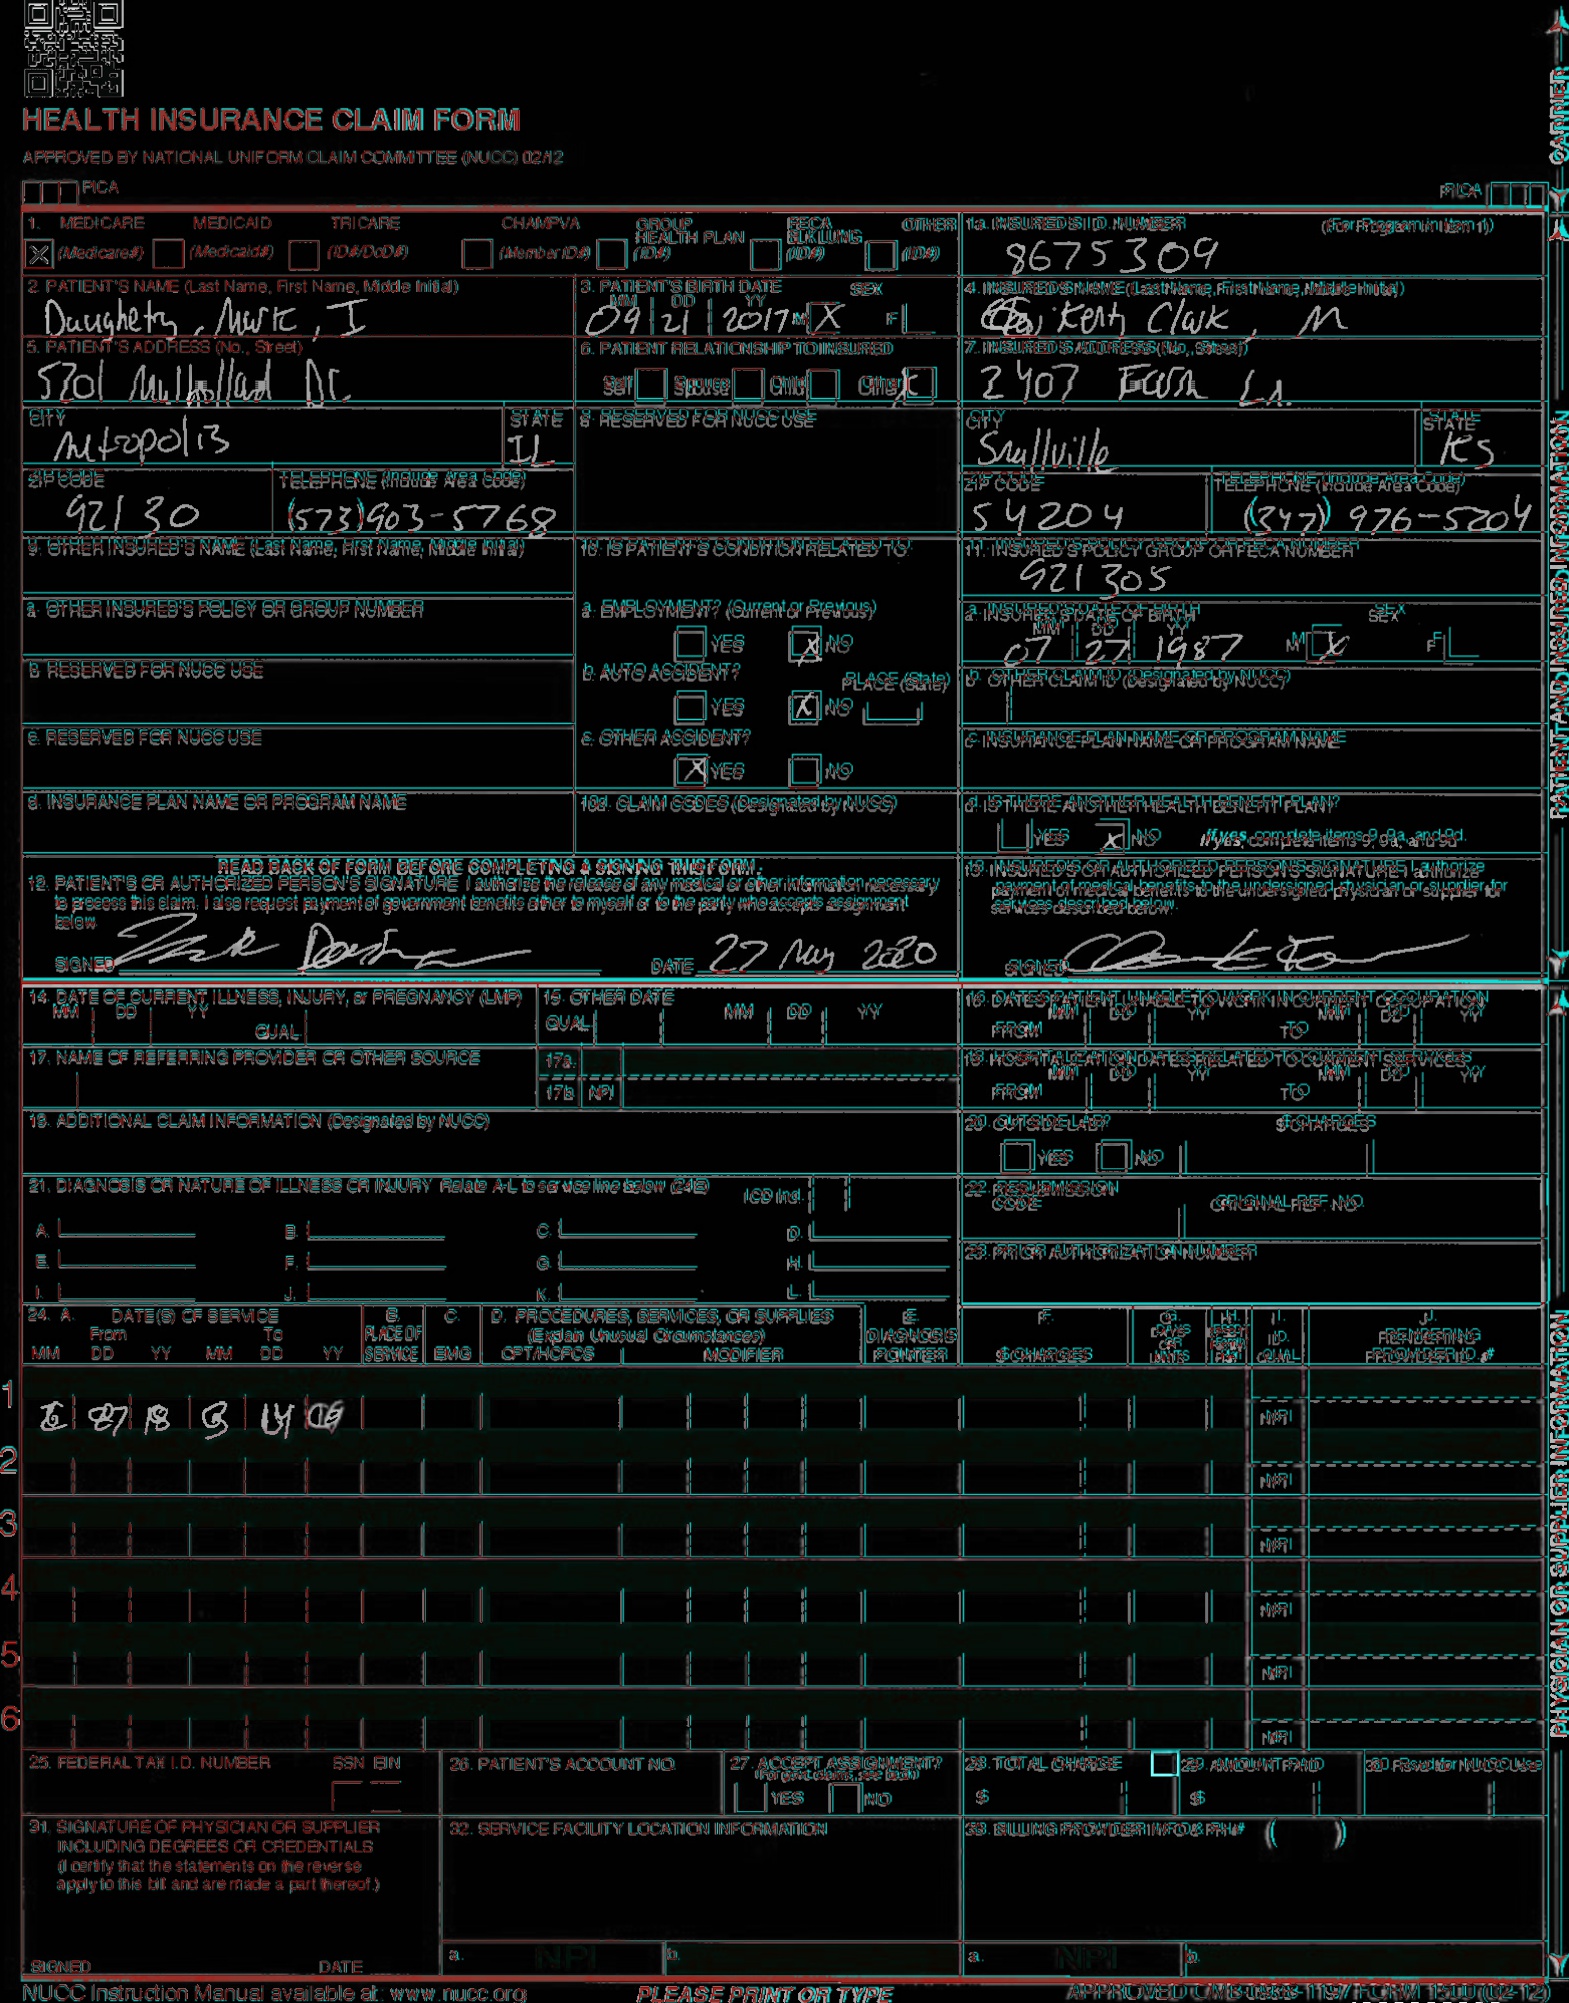 HEALTH INSURANCE CLAIM FORM
APPROVED BY NATIONAL UNIFORM CLAIM COMMITTEE (NUCC) 02/12
PICA PICA
1. MEDICARE MEDICAID TRICARE CHAMPVA GROUP HEALTH PLAN FECA BLK LUNG OTHER
X (Medicare#) (Medicaid#) (ID#/DoD#) (Member ID#) (ID#) (ID#) (ID#)
1a. INSURED'S I.D. NUMBER (For Program in Item 1)
8675309
2. PATIENT'S NAME (Last Name, First Name, Middle Initial)
Daughety, Mark, I
3. PATIENT'S BIRTH DATE SEX
MM DD YY
09 21 2017 M X F
4. INSURED'S NAME (Last Name, First Name, Middle Initial)
Kent, Clark, M
5. PATIENT'S ADDRESS (No., Street)
5201 Mulholland Dr.
6. PATIENT RELATIONSHIP TO INSURED
Self Spouse Child Other X
7. INSURED'S ADDRESS (No., Street)
2407 Farm Ln.
CITY STATE
Metropolis IL
8. RESERVED FOR NUCC USE
CITY STATE
Smallville KS
ZIP CODE TELEPHONE (Include Area Code)
92130 (573) 903-5768
ZIP CODE TELEPHONE (Include Area Code)
54204 (347) 976-5204
9. OTHER INSURED'S NAME (Last Name, First Name, Middle Initial)
10. IS PATIENT'S CONDITION RELATED TO:
11. INSURED'S POLICY GROUP OR FECA NUMBER
921305
a. OTHER INSURED'S POLICY OR GROUP NUMBER
a. EMPLOYMENT? (Current or Previous)
YES X NO
a. INSURED'S DATE OF BIRTH SEX
MM DD YY
07 27 1987 M X F
b. RESERVED FOR NUCC USE
b. AUTO ACCIDENT? PLACE (State)
YES X NO
b. OTHER CLAIM ID (Designated by NUCC)
c. RESERVED FOR NUCC USE
c. OTHER ACCIDENT?
X YES NO
c. INSURANCE PLAN NAME OR PROGRAM NAME
d. INSURANCE PLAN NAME OR PROGRAM NAME
10d. CLAIM CODES (Designated by NUCC)
d. IS THERE ANOTHER HEALTH BENEFIT PLAN?
YES X NO If yes, complete items 9, 9a, and 9d.
READ BACK OF FORM BEFORE COMPLETING & SIGNING THIS FORM.
12. PATIENT'S OR AUTHORIZED PERSON'S SIGNATURE I authorize the release of any medical or other information necessary
to process this claim. I also request payment of government benefits either to myself or to the party who accepts assignment
below.
SIGNED DATE 27 May 2020
13. INSURED'S OR AUTHORIZED PERSON'S SIGNATURE I authorize
payment of medical benefits to the undersigned physician or supplier for
services described below.
SIGNED
14. DATE OF CURRENT ILLNESS, INJURY, or PREGNANCY (LMP)
MM DD YY
QUAL.
15. OTHER DATE
QUAL. MM DD YY
16. DATES PATIENT UNABLE TO WORK IN CURRENT OCCUPATION
MM DD YY MM DD YY
FROM TO
17. NAME OF REFERRING PROVIDER OR OTHER SOURCE
17a.
17b. NPI
18. HOSPITALIZATION DATES RELATED TO CURRENT SERVICES
MM DD YY MM DD YY
FROM TO
19. ADDITIONAL CLAIM INFORMATION (Designated by NUCC)
20. OUTSIDE LAB? $ CHARGES
YES NO
21. DIAGNOSIS OR NATURE OF ILLNESS OR INJURY Relate A-L to service line below (24E) ICD Ind.
A. B. C. D.
E. F. G. H.
I. J. K. L.
22. RESUBMISSION CODE ORIGINAL REF. NO.
23. PRIOR AUTHORIZATION NUMBER
24. A. DATE(S) OF SERVICE
From To
MM DD YY MM DD YY
B. PLACE OF SERVICE
C. EMG
D. PROCEDURES, SERVICES, OR SUPPLIES
(Explain Unusual Circumstances)
CPT/HCPCS MODIFIER
E. DIAGNOSIS POINTER
F. $ CHARGES
G. DAYS OR UNITS
H. EPSDT Family Plan
I. ID. QUAL.
J. RENDERING PROVIDER ID. #
1 27 18 14 NPI
2 NPI
3 NPI
4 NPI
5 NPI
6 NPI
25. FEDERAL TAX I.D. NUMBER SSN EIN
26. PATIENT'S ACCOUNT NO.
27. ACCEPT ASSIGNMENT?
(For govt. claims, see back)
YES NO
28. TOTAL CHARGE
$
29. AMOUNT PAID
$
30. Rsvd for NUCC Use
31. SIGNATURE OF PHYSICIAN OR SUPPLIER
INCLUDING DEGREES OR CREDENTIALS
(I certify that the statements on the reverse
apply to this bill and are made a part thereof.)
SIGNED DATE
32. SERVICE FACILITY LOCATION INFORMATION
a. NPI b.
33. BILLING PROVIDER INFO & PH# ( )
a. NPI b.
NUCC Instruction Manual available at: www.nucc.org
PLEASE PRINT OR TYPE
APPROVED OMB-0938-1197 FORM 1500 (02-12)
CARRIER
PATIENT AND INSURED INFORMATION
PHYSICIAN OR SUPPLIER INFORMATION